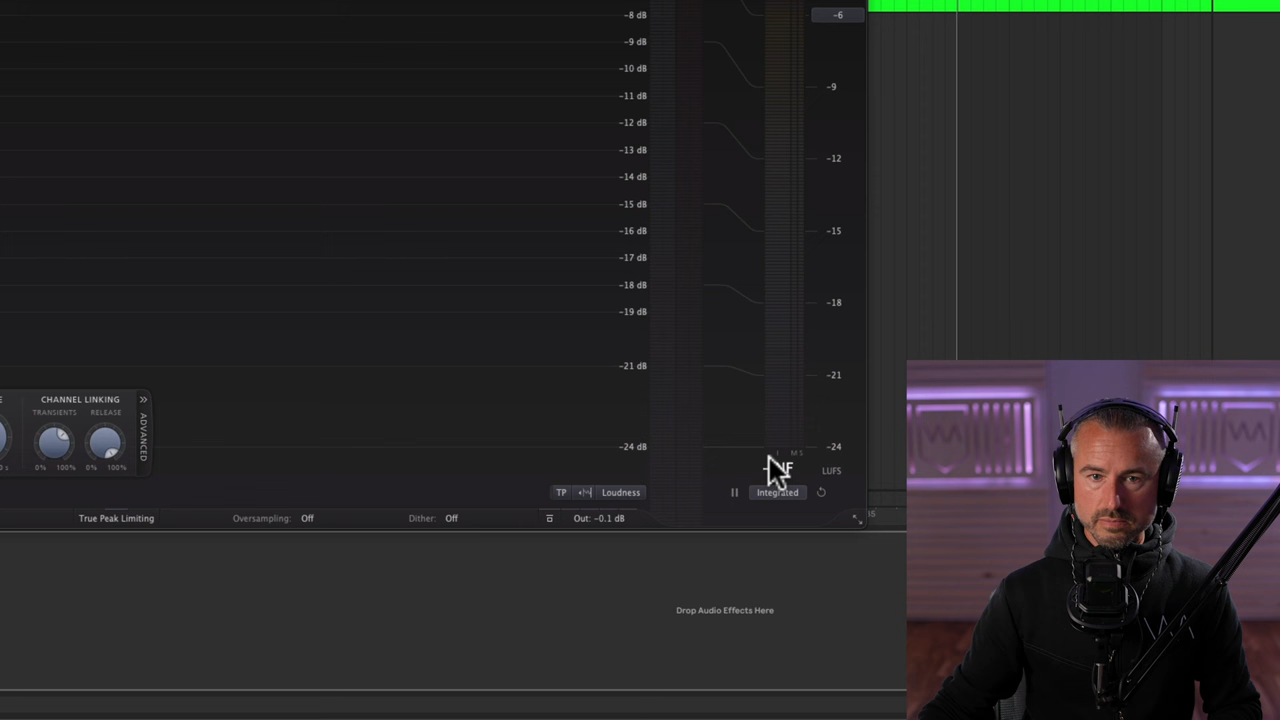 -8 dB
-9 dB
-10 dB
-11 dB
-12 dB
-13 dB
-14 dB
-15 dB
-16 dB
-17 dB
-18 dB
-19 dB
-21 dB
-24 dB
-6
-9
-12
-15
-18
-21
-24
I M S
LUFS
CHANNEL LINKING
TRANSIENTS RELEASE
0% 100% 0% 100%
ADVANCED
TP Loudness Integrated
True Peak Limiting Oversampling: Off Dither: Off Out: -0.1 dB
Drop Audio Effects Here